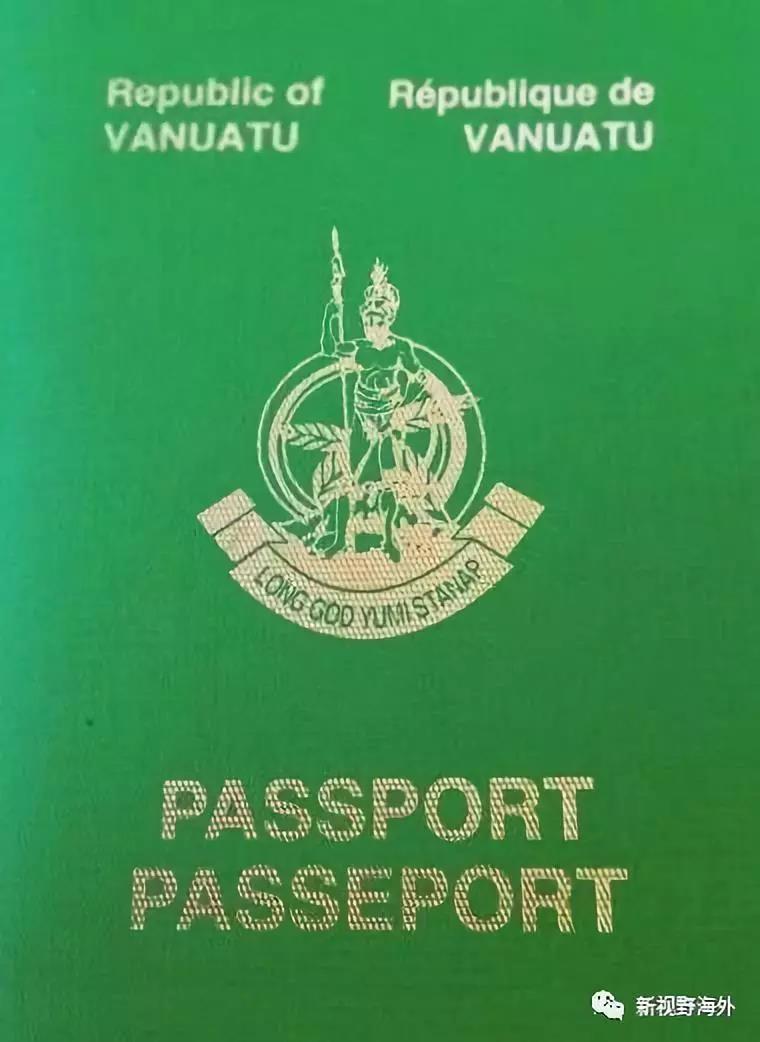 Republic of
VANUATU
République de
VANUATU
LONG GOD YUMI STANAP
PASSPORT
PASSEPORT
新视野海外